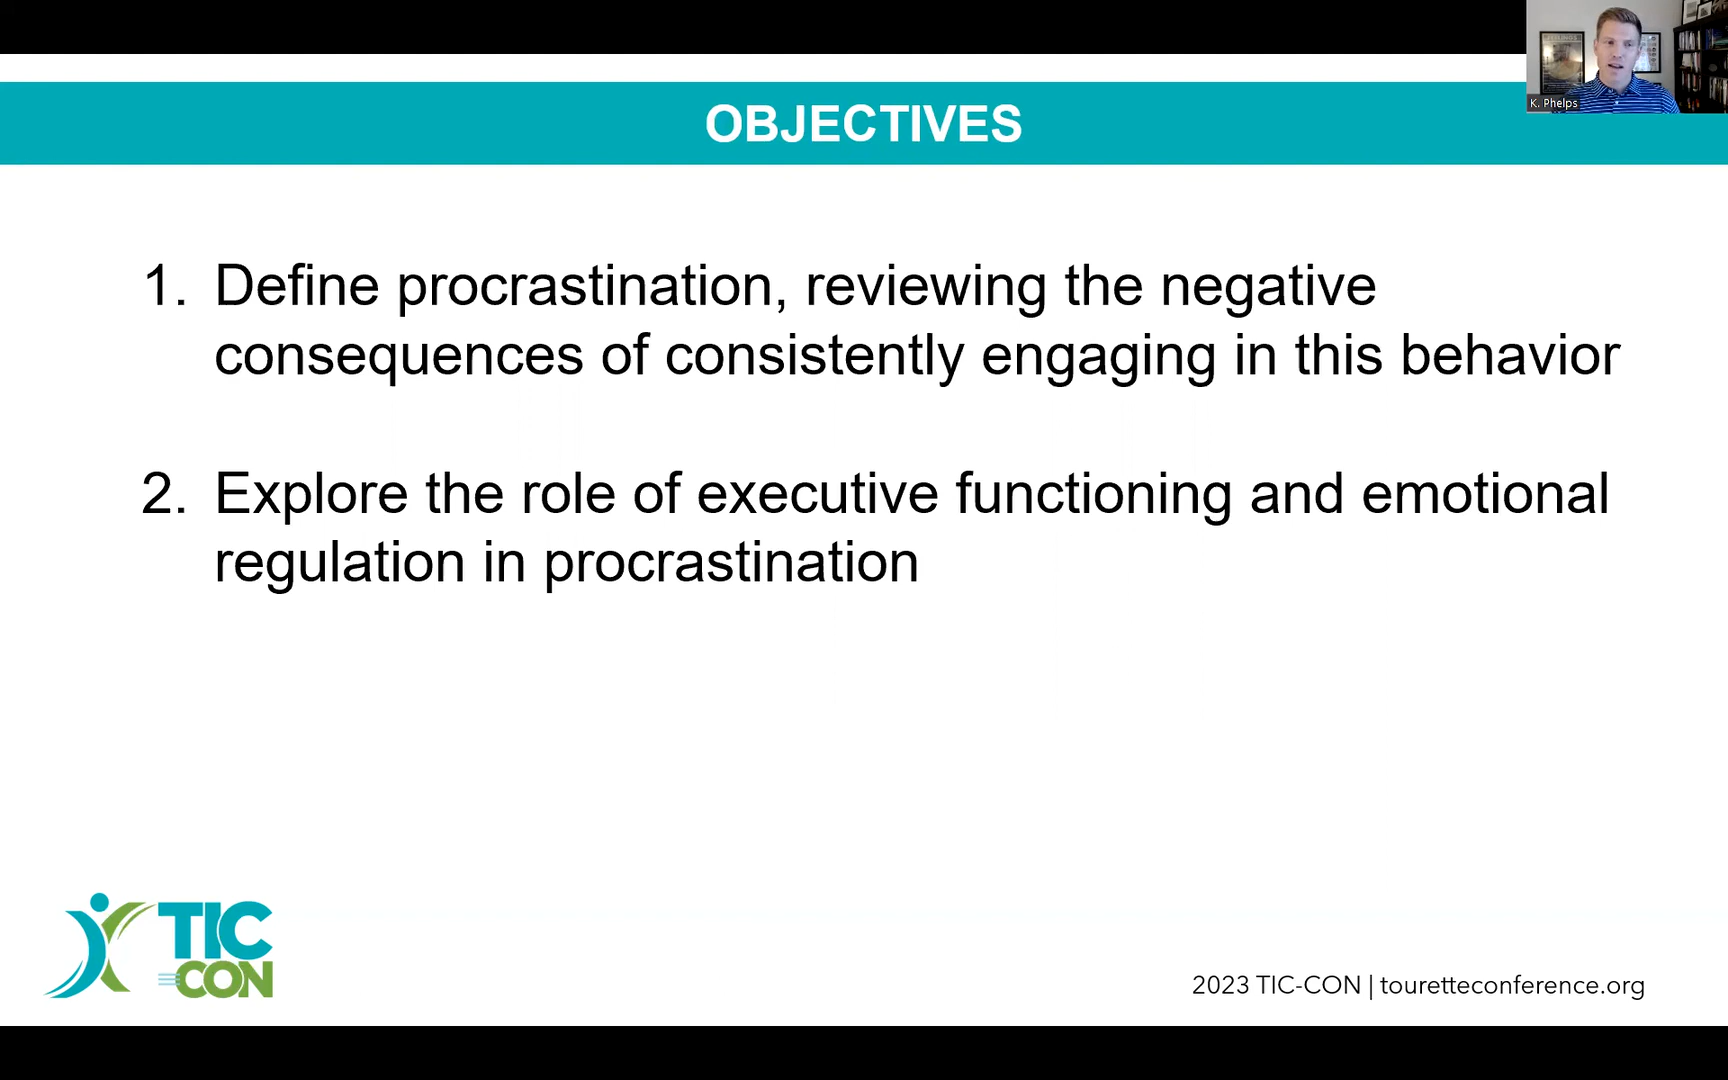 K. Phelps
OBJECTIVES
1. Define procrastination, reviewing the negative
consequences of consistently engaging in this behavior
2. Explore the role of executive functioning and emotional
regulation in procrastination
TIC
CON
2023 TIC-CON | touretteconference.org